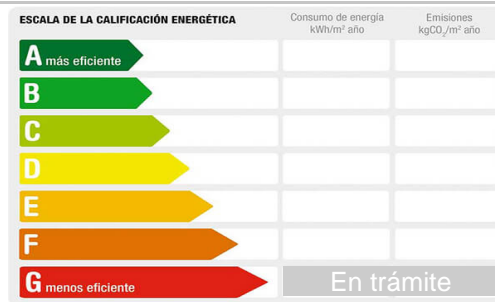 ESCALA DE LA CALIFICACIÓN ENERGÉTICA
Consumo de energía
kWh/m² año
Emisiones
kgCO₂/m² año
A más eficiente
B
C
D
E
F
G menos eficiente
En trámite